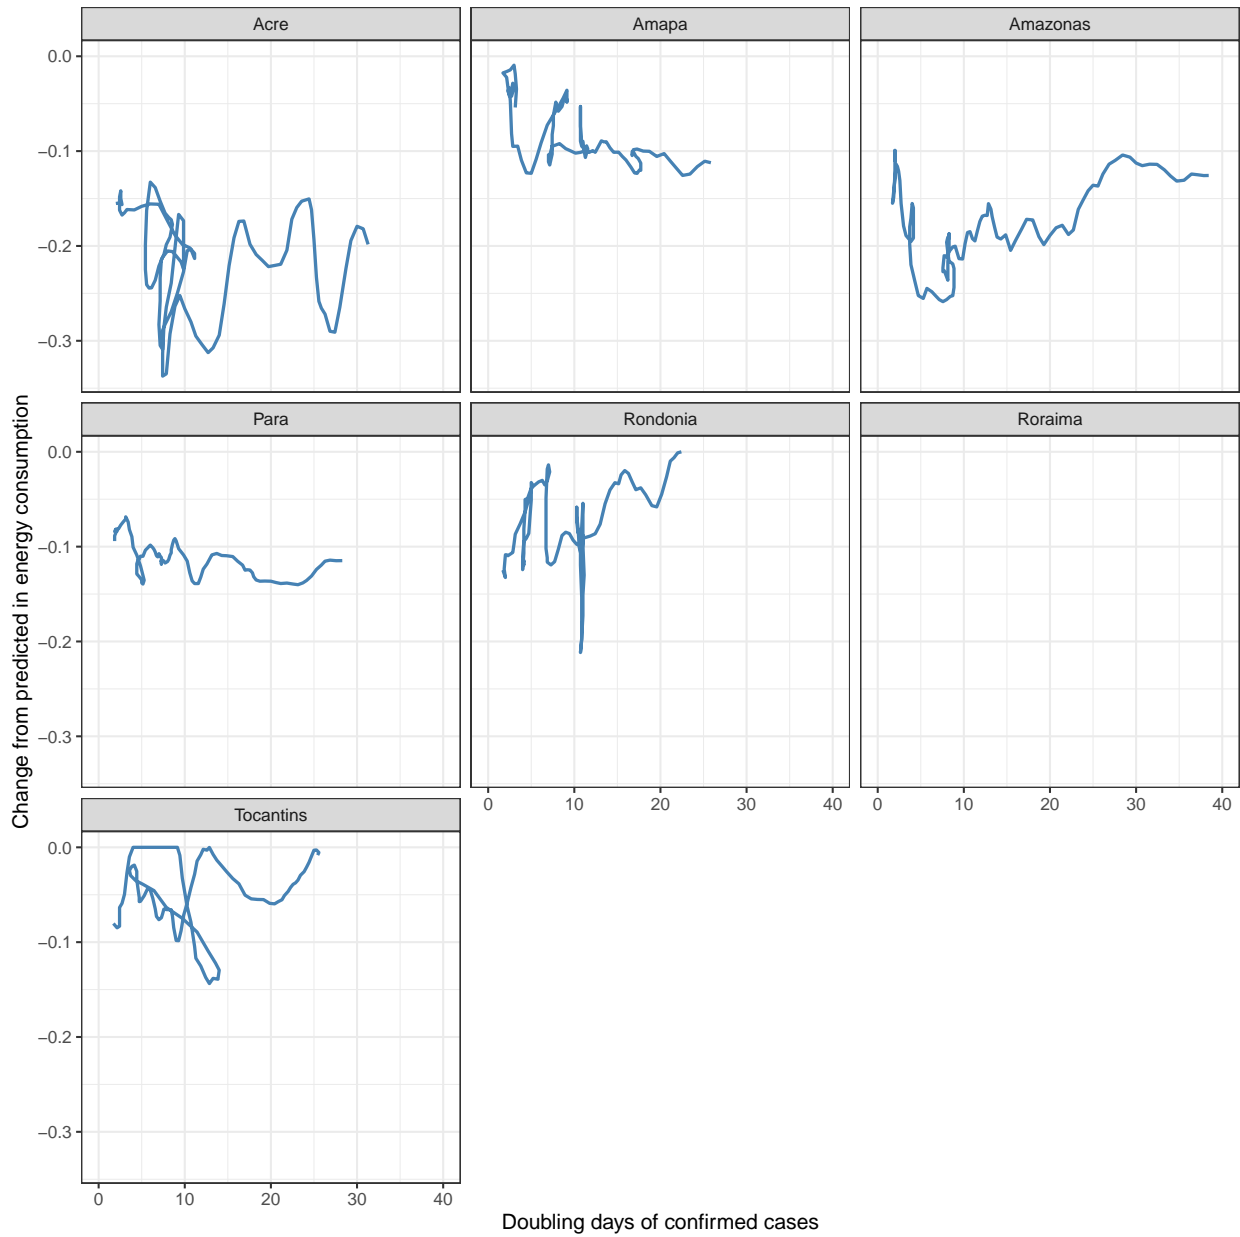 Acre
Amapa
Amazonas
0.0
−0.1
−0.2
−0.3
Para
Rondonia
Roraima
0.0
−0.1
−0.2
−0.3
0 10 20 30 40
0 10 20 30 40
Tocantins
0.0
−0.1
−0.2
−0.3
0 10 20 30 40
Change from predicted in energy consumption
Doubling days of confirmed cases